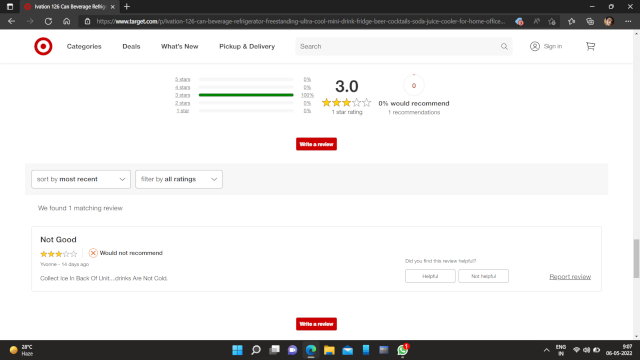 Ivation 126 Can Beverage Refrig
https://www.target.com/p/ivation-126-can-beverage-refrigerator-freestanding-ultra-cool-mini-drink-fridge-beer-cocktails-soda-juice-cooler-for-home-office...
Categories
Deals
What's New
Pickup & Delivery
Search
Sign in
5 stars 0%
4 stars 0%
3 stars 100%
2 stars 0%
1 star 0%
3.0
1 star rating
0
0% would recommend
1 recommendations
Write a review
sort by most recent
filter by all ratings
We found 1 matching review
Not Good
Would not recommend
Yvonne - 14 days ago
Collect Ice In Back Of Unit....drinks Are Not Cold.
Did you find this review helpful?
Helpful
Not helpful
Report review
Write a review
28°C
Haze
1
ENG
IN
9:07
06-05-2022